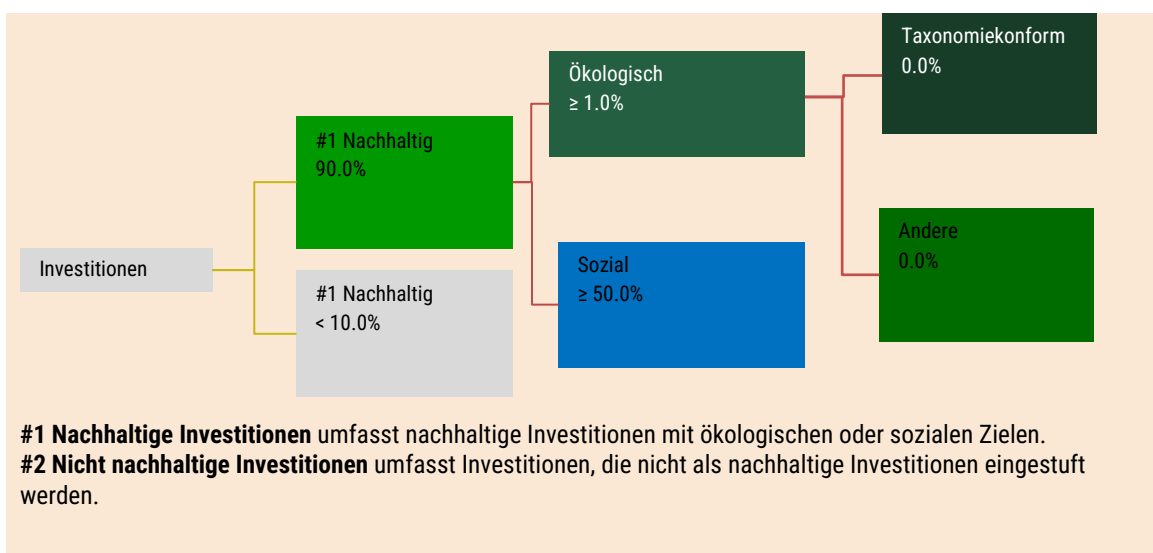 Taxonomiekonform
0.0%
Ökologisch
≥ 1.0%
#1 Nachhaltig
90.0%
Andere
0.0%
Investitionen
Sozial
≥ 50.0%
#1 Nachhaltig
< 10.0%
#1 Nachhaltige Investitionen umfasst nachhaltige Investitionen mit ökologischen oder sozialen Zielen.
#2 Nicht nachhaltige Investitionen umfasst Investitionen, die nicht als nachhaltige Investitionen eingestuft
werden.